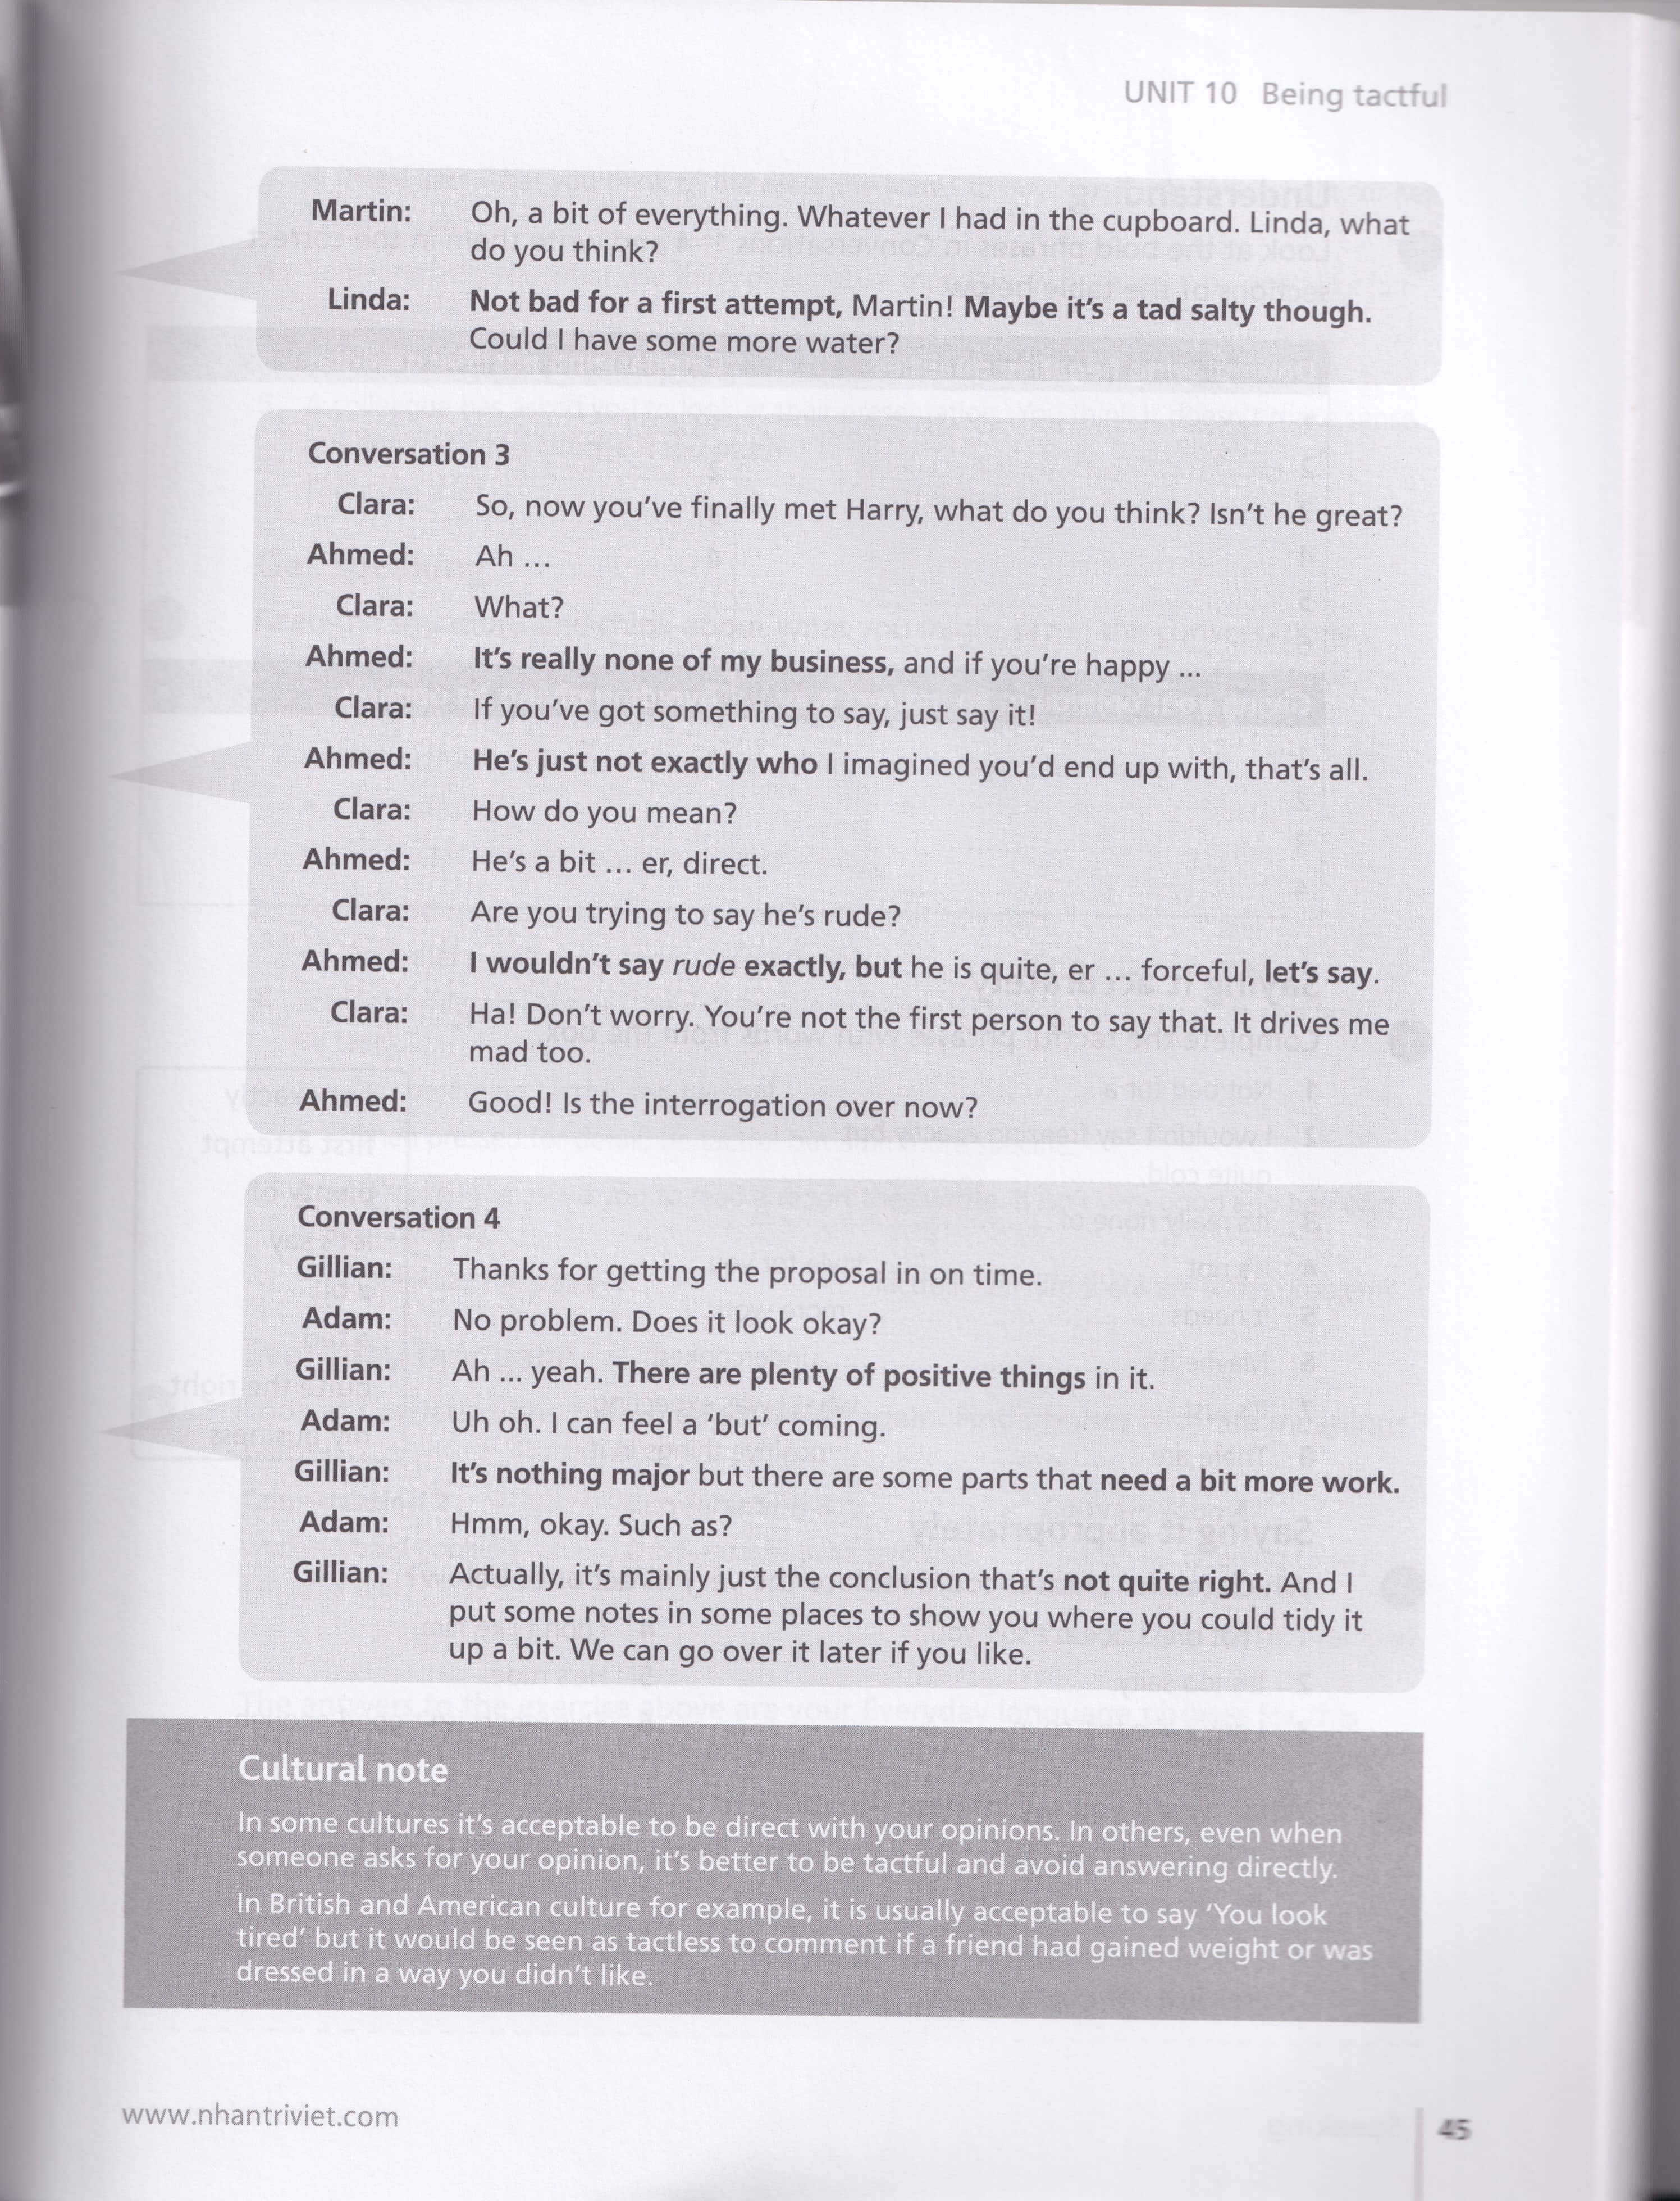 UNIT 10 Being tactful
Martin: Oh, a bit of everything. Whatever I had in the cupboard. Linda, what
do you think?
Linda: Not bad for a first attempt, Martin! Maybe it's a tad salty though.
Could I have some more water?
Conversation 3
Clara: So, now you've finally met Harry, what do you think? Isn't he great?
Ahmed: Ah ...
Clara: What?
Ahmed: It's really none of my business, and if you're happy ...
Clara: If you've got something to say, just say it!
Ahmed: He's just not exactly who I imagined you'd end up with, that's all.
Clara: How do you mean?
Ahmed: He's a bit ... er, direct.
Clara: Are you trying to say he's rude?
Ahmed: I wouldn't say rude exactly, but he is quite, er ... forceful, let's say.
Clara: Ha! Don't worry. You're not the first person to say that. It drives me
mad too.
Ahmed: Good! Is the interrogation over now?
Conversation 4
Gillian: Thanks for getting the proposal in on time.
Adam: No problem. Does it look okay?
Gillian: Ah ... yeah. There are plenty of positive things in it.
Adam: Uh oh. I can feel a 'but' coming.
Gillian: It's nothing major but there are some parts that need a bit more work.
Adam: Hmm, okay. Such as?
Gillian: Actually, it's mainly just the conclusion that's not quite right. And I
put some notes in some places to show you where you could tidy it
up a bit. We can go over it later if you like.
Cultural note
In some cultures it's acceptable to be direct with your opinions. In others, even when
someone asks for your opinion, it's better to be tactful and avoid answering directly.
In British and American culture for example, it is usually acceptable to say 'You look
tired' but it would be seen as tactless to comment if a friend had gained weight or was
dressed in a way you didn't like.
www.nhantriviet.com
45